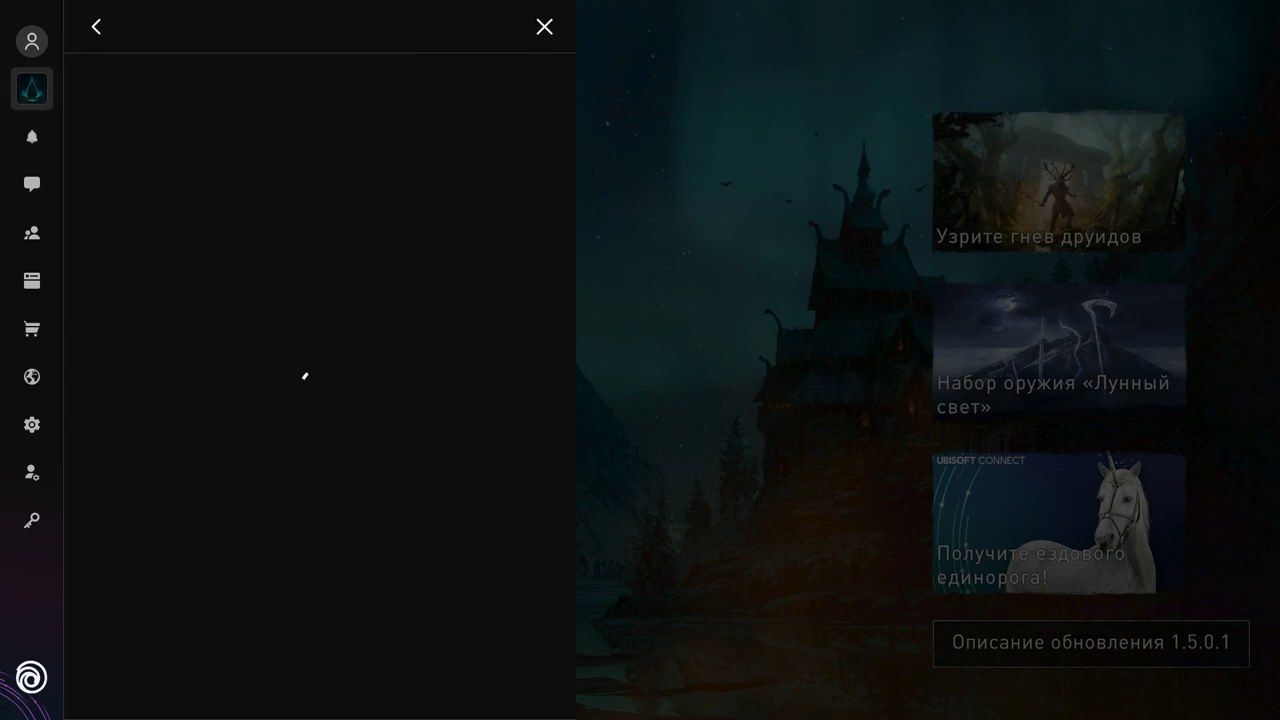 Узрите гнев друидов
Набор оружия «Лунный
свет»
UBISOFT CONNECT
Получите ездового
единорога!
Описание обновления 1.5.0.1